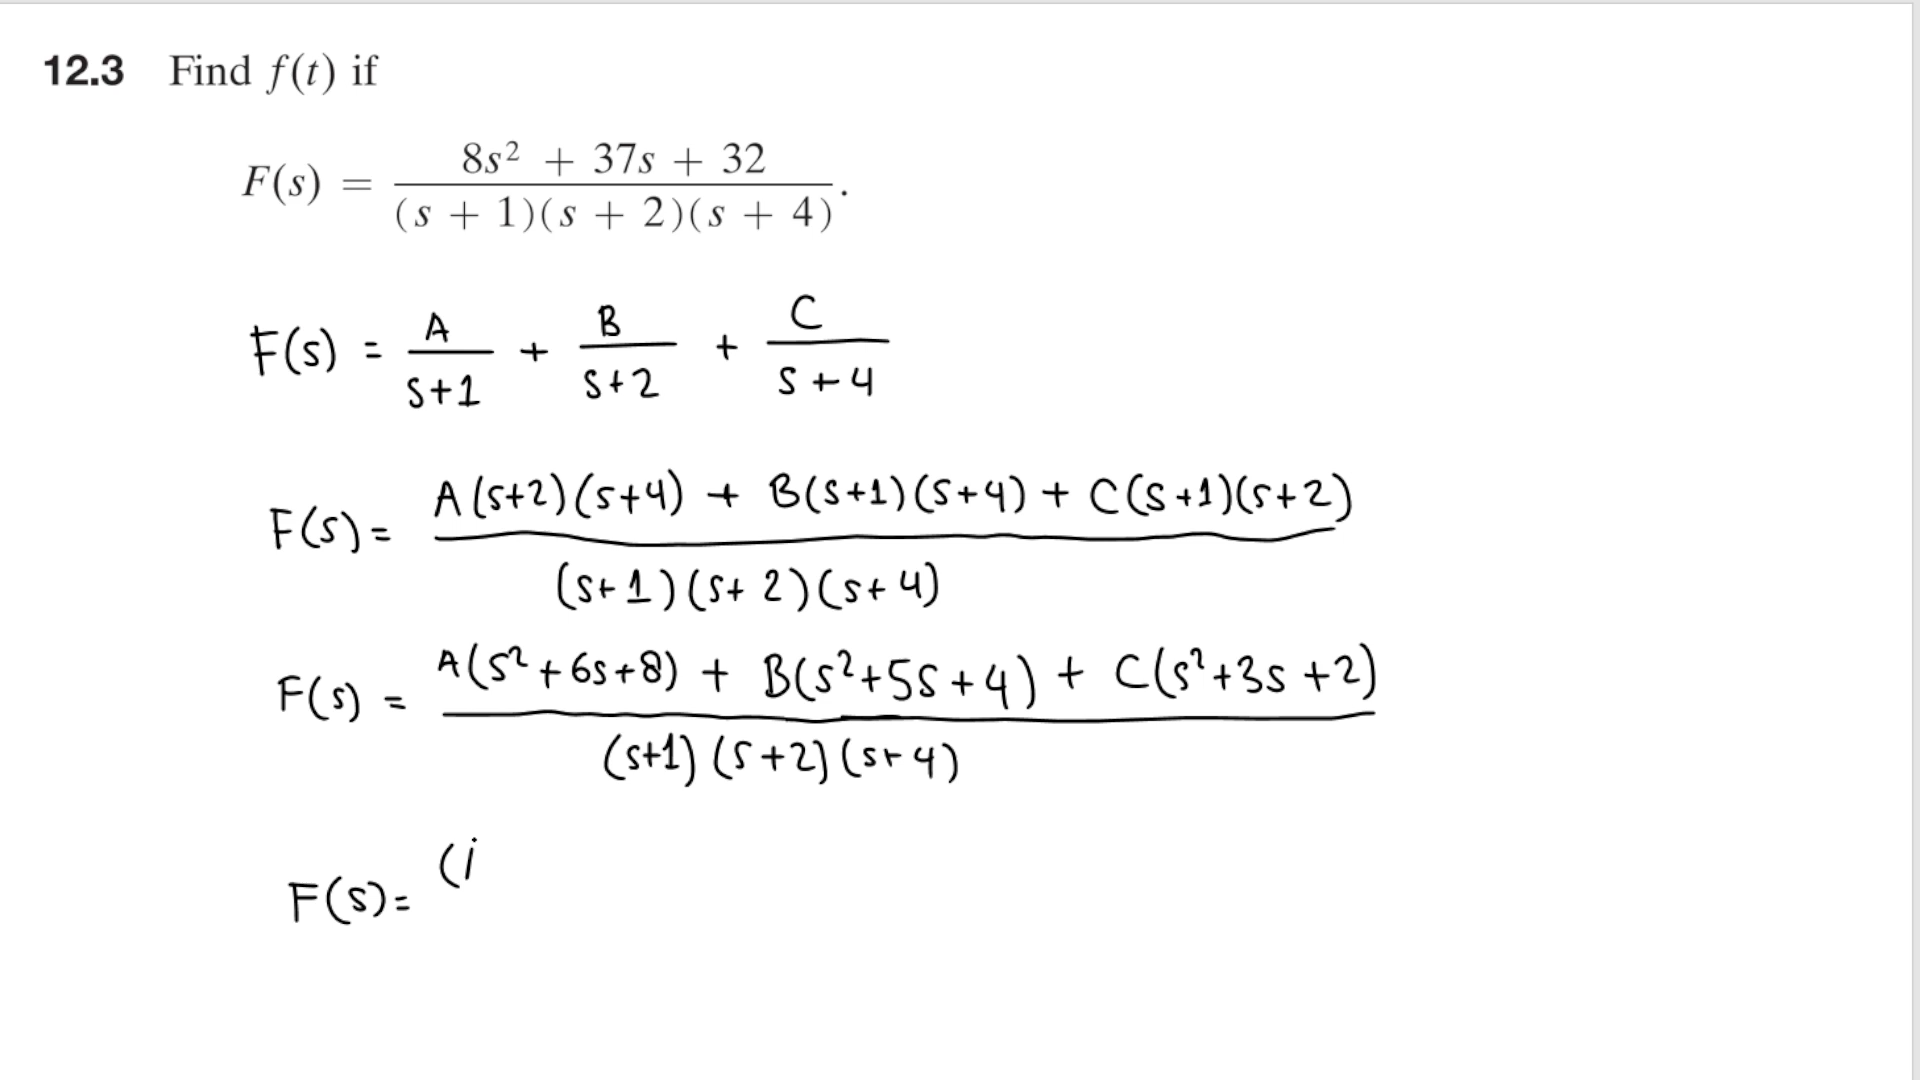 12.3 Find f(t) if
F(s) = (8s² + 37s + 32) / ((s + 1)(s + 2)(s + 4)).
F(s) = A/(s+1) + B/(s+2) + C/(s+4)
F(s) = (A(s+2)(s+4) + B(s+1)(s+4) + C(s+1)(s+2)) / ((s+1)(s+2)(s+4))
F(s) = (A(s²+6s+8) + B(s²+5s+4) + C(s²+3s+2)) / ((s+1)(s+2)(s+4))
F(s)= (i